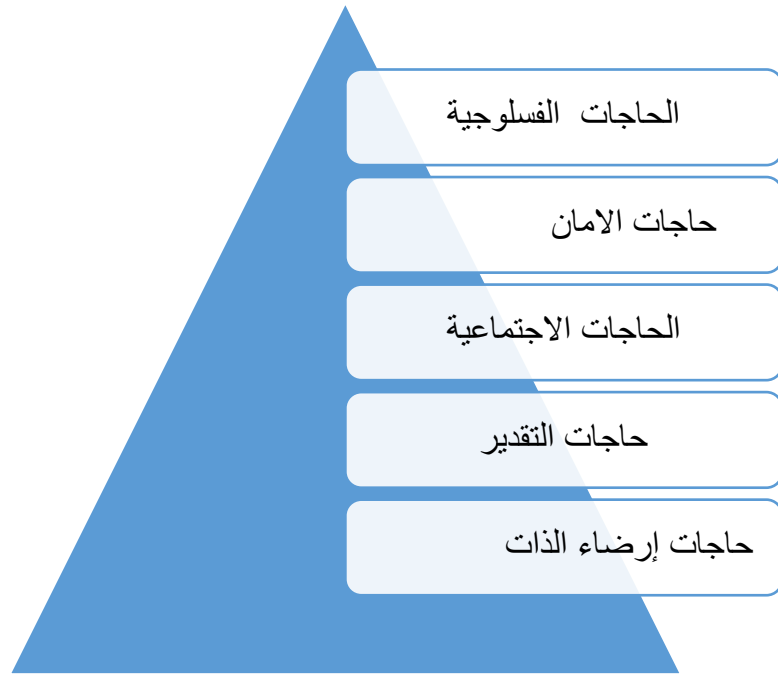 الحاجات الفسلوجية
حاجات الامان
الحاجات الاجتماعية
حاجات التقدير
حاجات إرضاء الذات